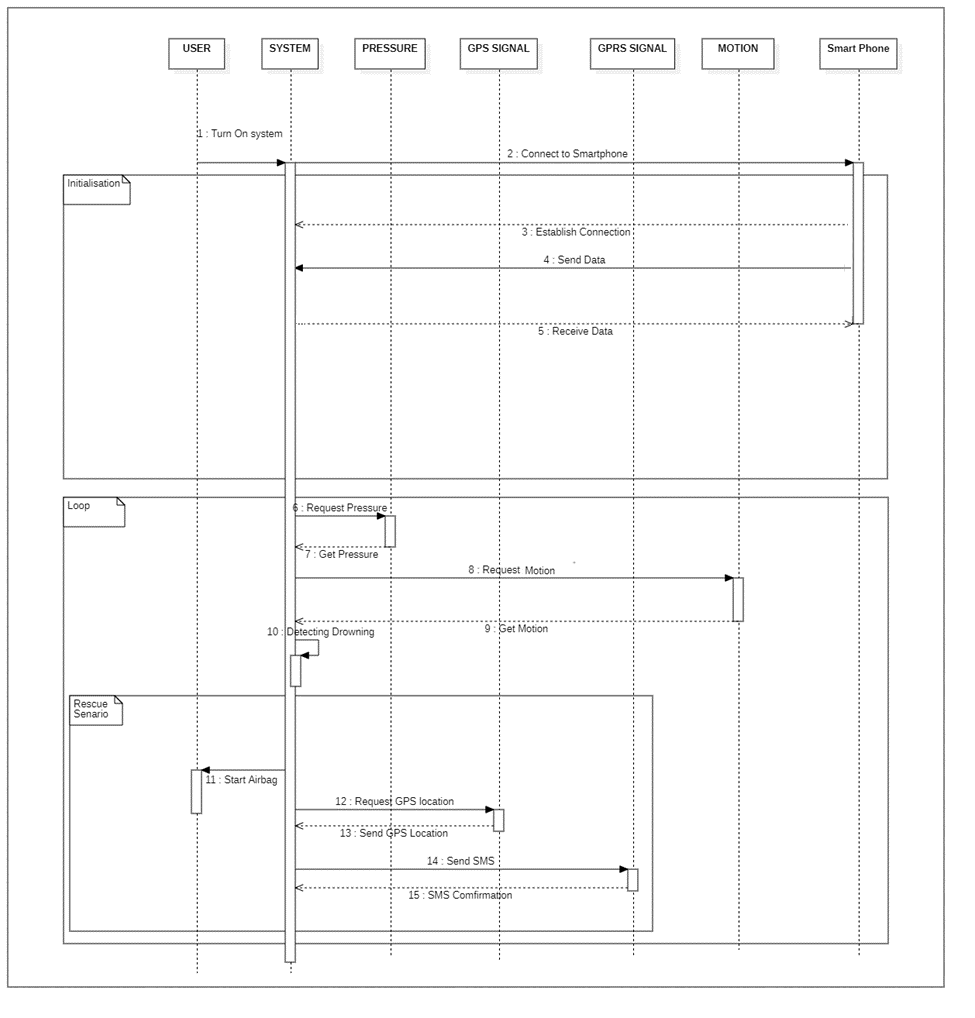 USER
SYSTEM
PRESSURE
GPS SIGNAL
GPRS SIGNAL
MOTION
Smart Phone
1 : Turn On system
2 : Connect to Smartphone
Initialisation
3 : Establish Connection
4 : Send Data
5 : Receive Data
Loop
6 : Request Pressure
7 : Get Pressure
8 : Request Motion
9 : Get Motion
10 : Detecting Drowning
Rescue
Senario
11 : Start Airbag
12 : Request GPS location
13 : Send GPS Location
14 : Send SMS
15 : SMS Comfirmation